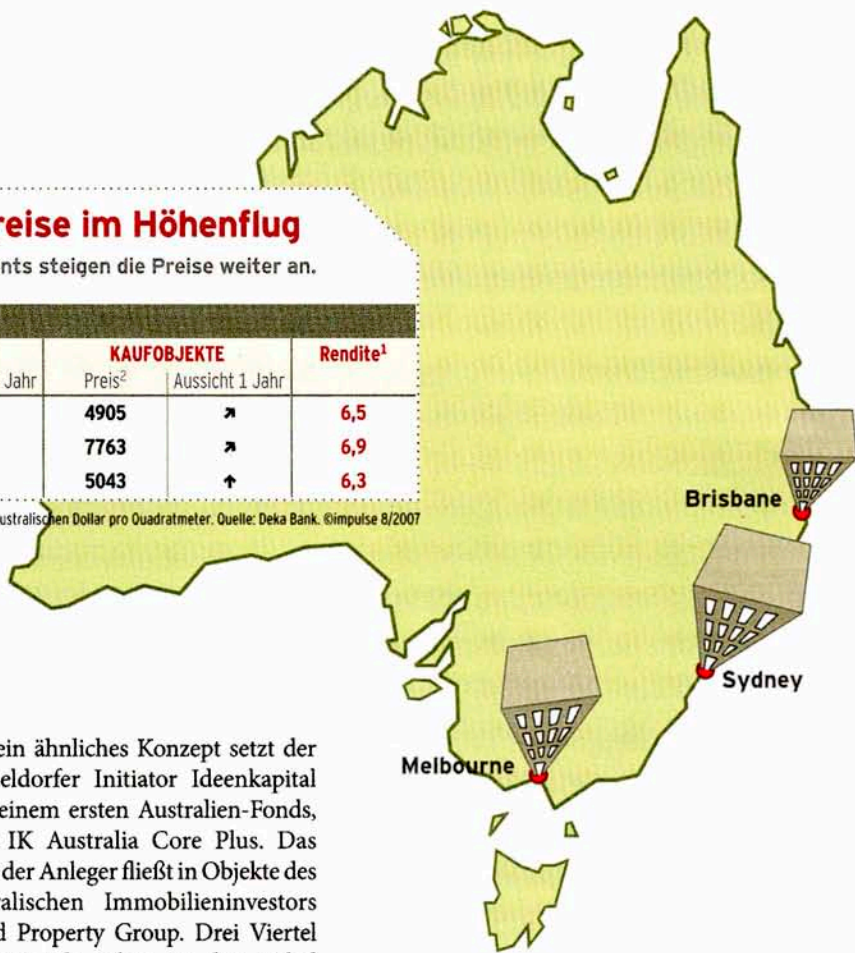 reise im Höhenflug
nts steigen die Preise weiter an.
KAUFOBJEKTE Rendite¹
Jahr Preis² Aussicht 1 Jahr
4905 ↗ 6,5
7763 ↗ 6,9
5043 ↑ 6,3
ustralischen Dollar pro Quadratmeter. Quelle: Deka Bank. ©impulse 8/2007
Brisbane
Sydney
Melbourne
ein ähnliches Konzept setzt der
eldorfer Initiator Ideenkapital
einem ersten Australien-Fonds,
IK Australia Core Plus. Das
der Anleger fließt in Objekte des
ralischen Immobilieninvestors
d Property Group. Drei Viertel